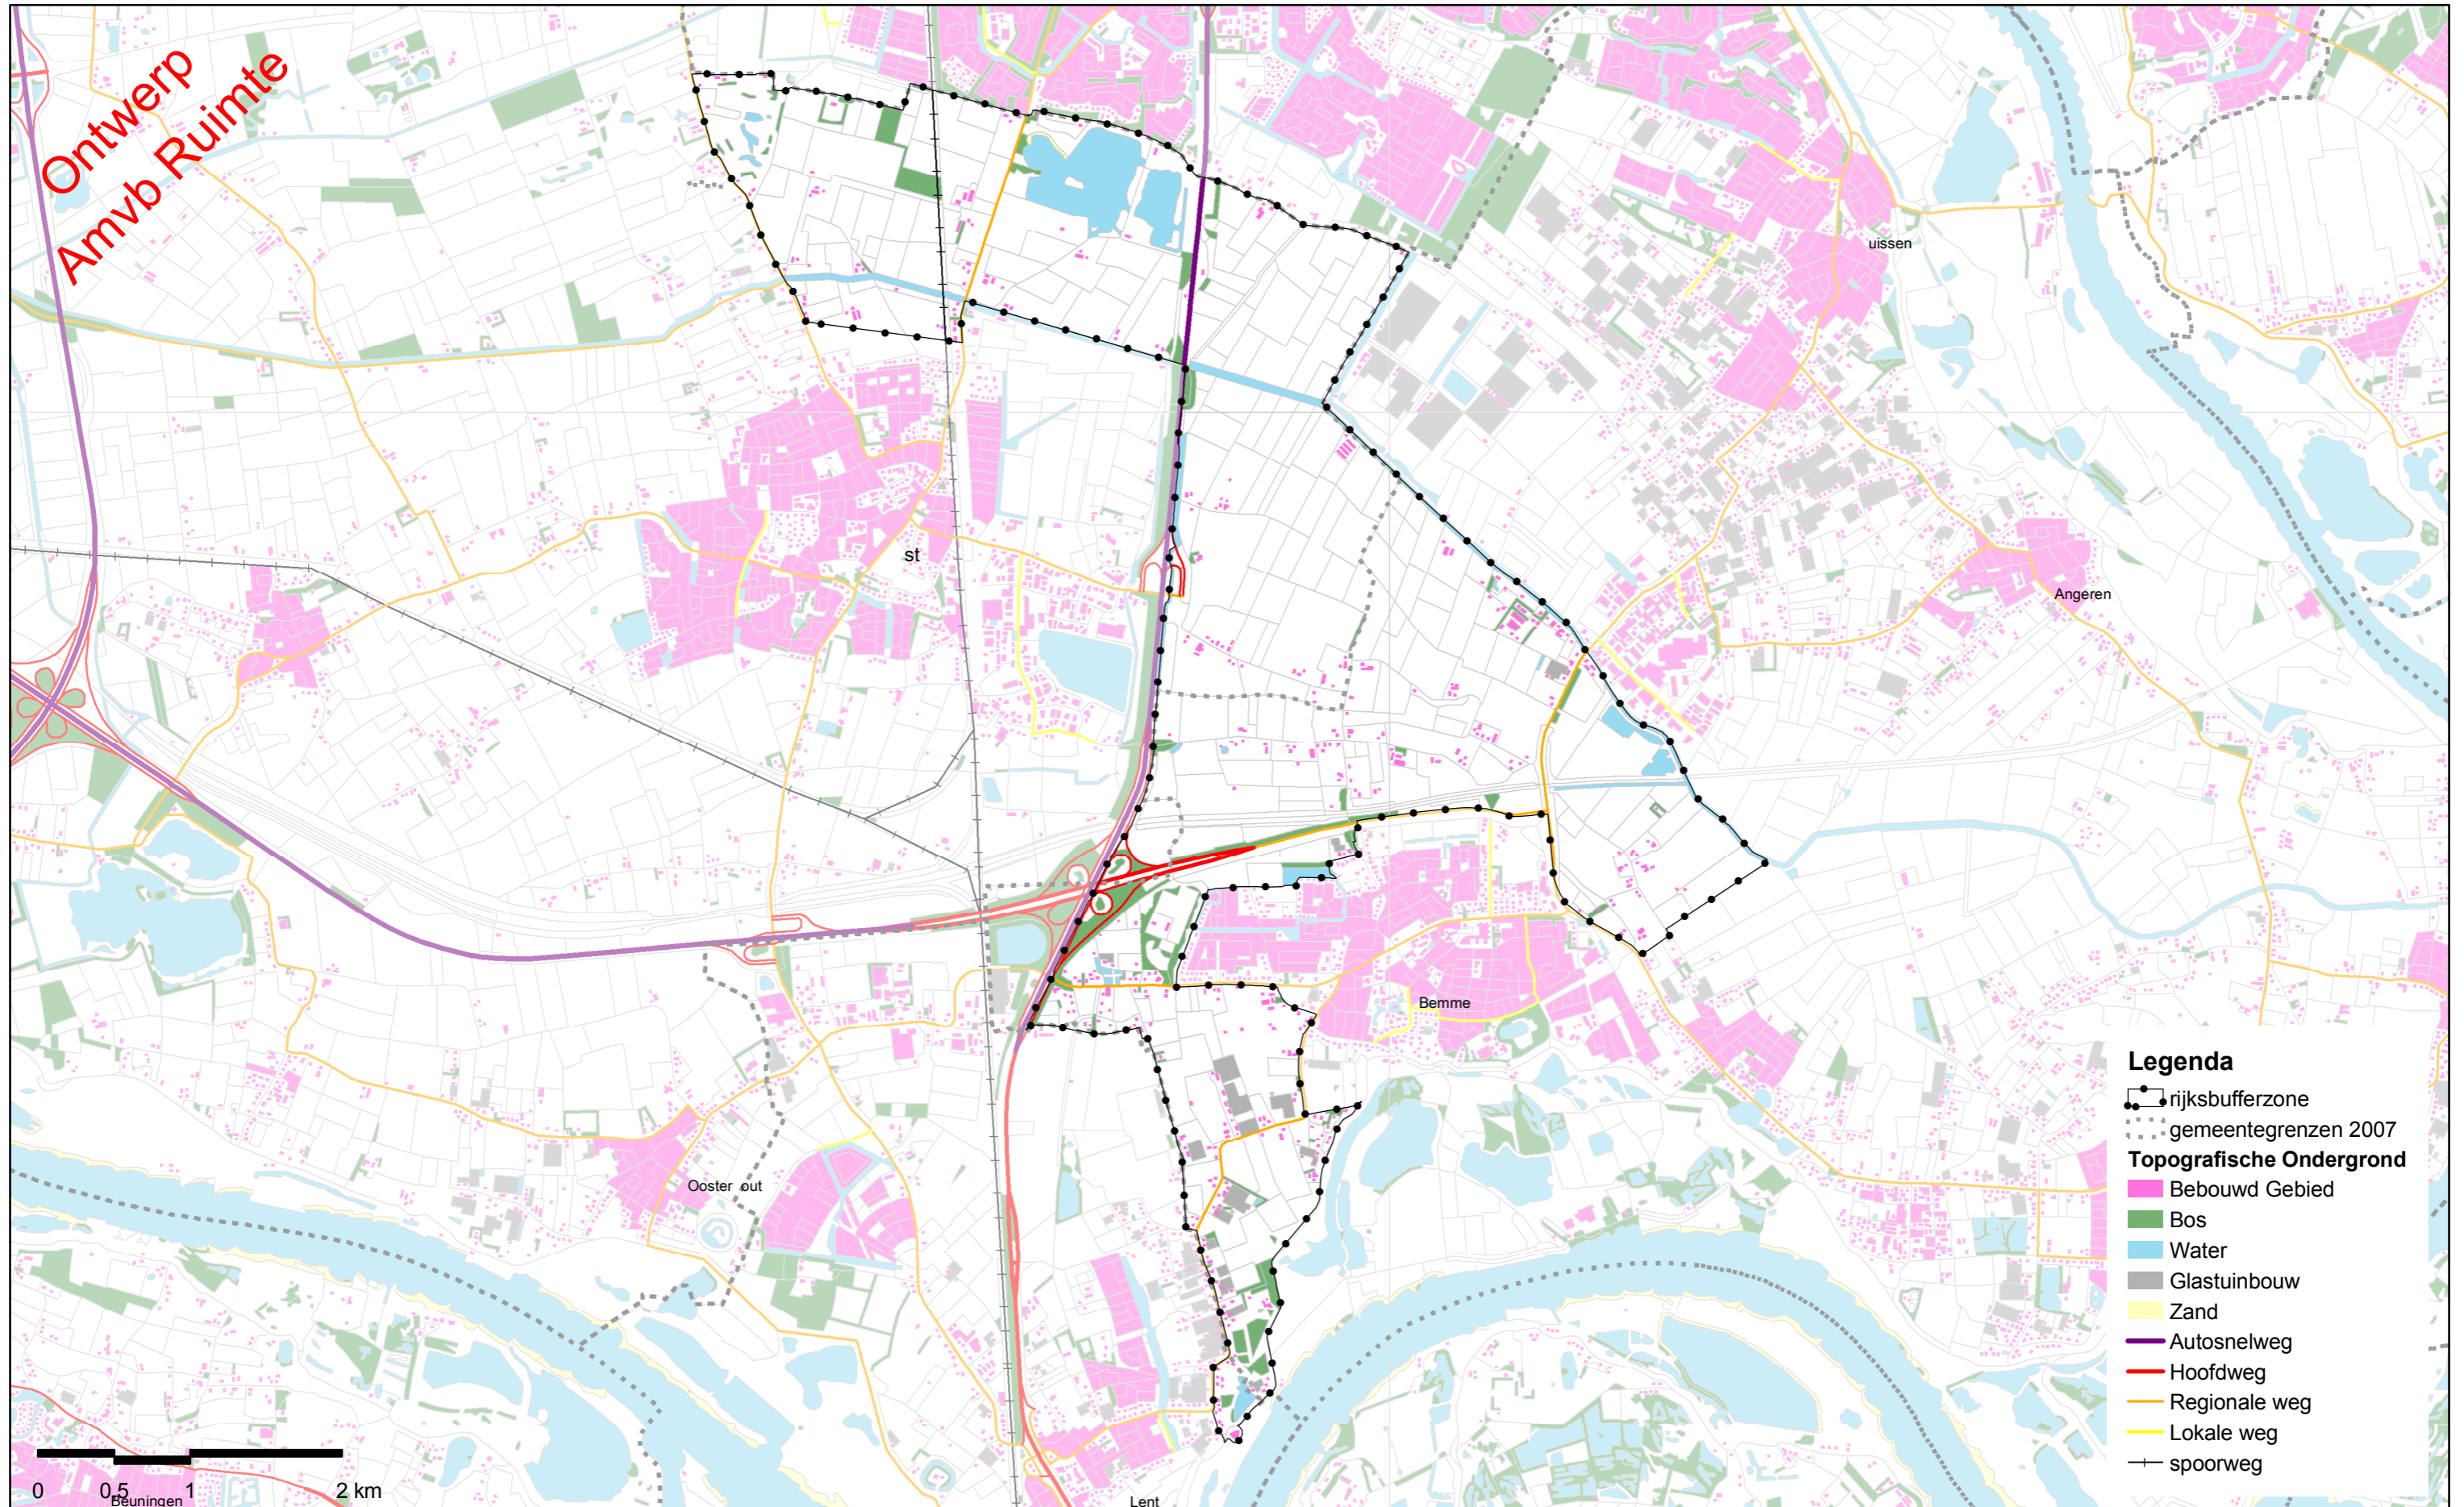 Ontwerp
Amvb Ruimte
uissen
st
Angeren
Bemme
Ooster out
Lent
Beuningen
0 0,5 1 2 km
Legenda
rijksbufferzone
gemeentegrenzen 2007
Topografische Ondergrond
Bebouwd Gebied
Bos
Water
Glastuinbouw
Zand
Autosnelweg
Hoofdweg
Regionale weg
Lokale weg
spoorweg